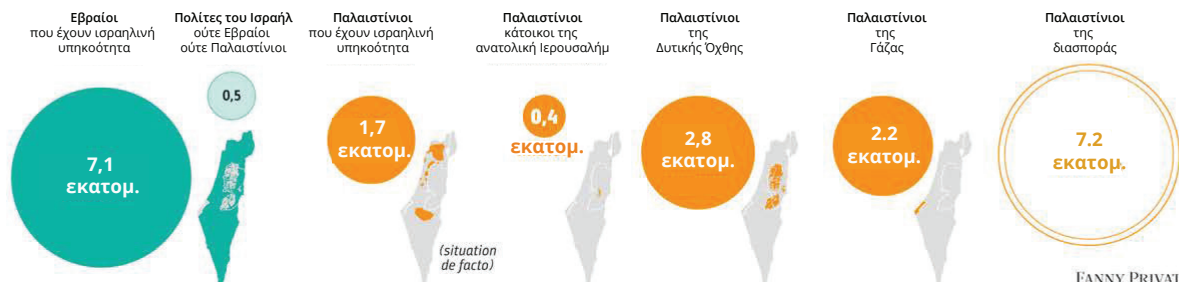 Εβραίοι
που έχουν ισραηλινή
υπηκοότητα
7,1
εκατομ.
Πολίτες του Ισραήλ
ούτε Εβραίοι
ούτε Παλαιστίνιοι
0,5
Παλαιστίνιοι
που έχουν ισραηλινή
υπηκοότητα
1,7
εκατομ.
(situation
de facto)
Παλαιστίνιοι
κάτοικοι της
ανατολική Ιερουσαλήμ
0,4
εκατομ.
Παλαιστίνιοι
της
Δυτικής Όχθης
2,8
εκατομ.
Παλαιστίνιοι
της
Γάζας
2.2
εκατομ.
Παλαιστίνιοι
της
διασποράς
7.2
εκατομ.
FANNY PRIVAT